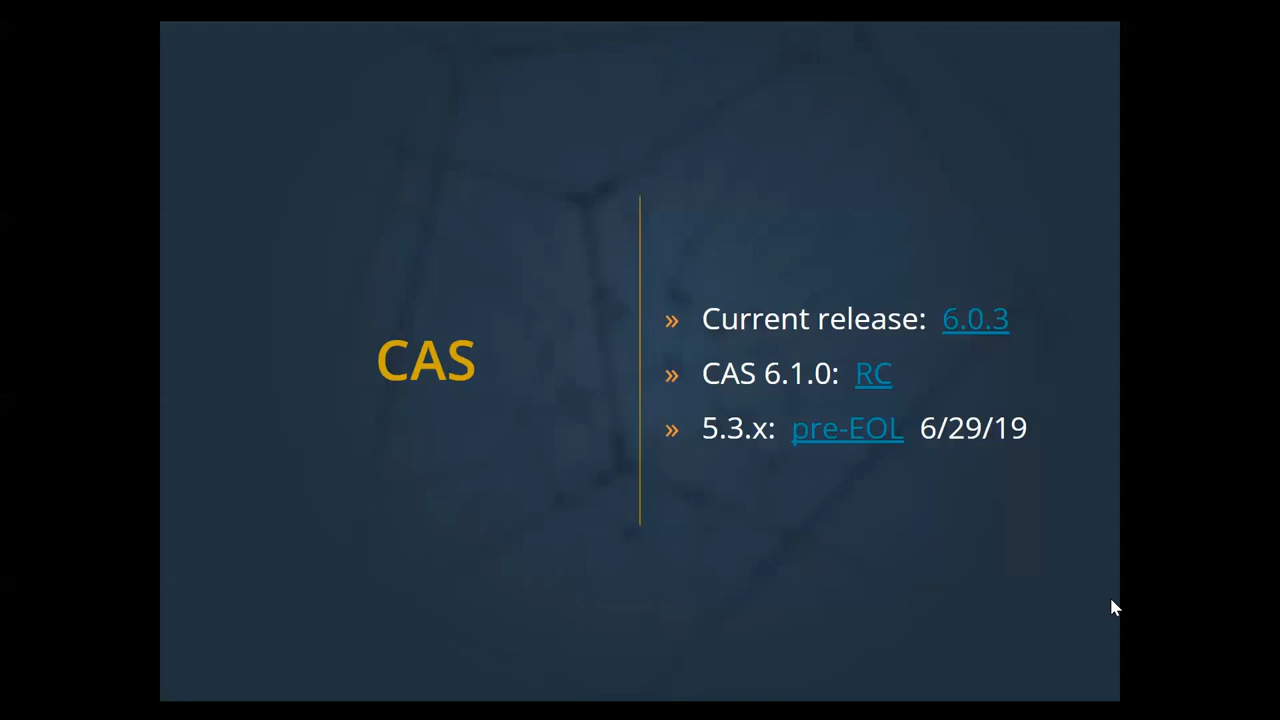 CAS
» Current release: 6.0.3
» CAS 6.1.0: RC
» 5.3.x: pre-EOL 6/29/19